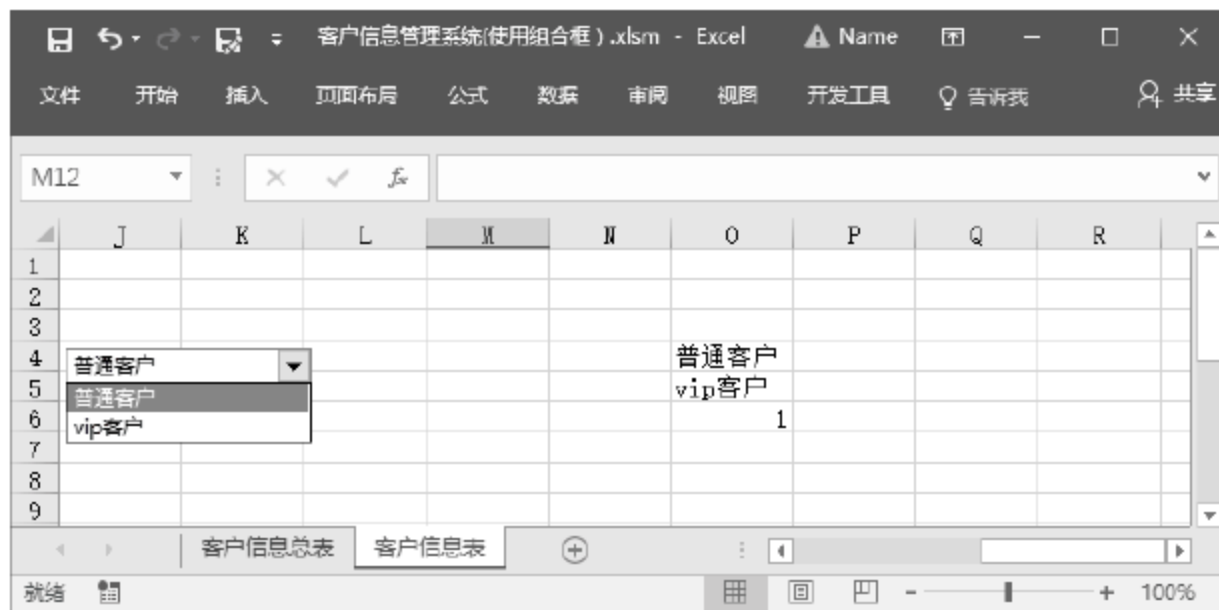 客户信息管理系统(使用组合框).xlsm - Excel
Name
文件 开始 插入 页面布局 公式 数据 审阅 视图 开发工具 告诉我 共享
M12
fx
J K L M N O P Q R
1
2
3
4 普通客户 普通客户
5 普通客户 vip客户
6 vip客户 1
7
8
9
客户信息总表 客户信息表
就绪 100%